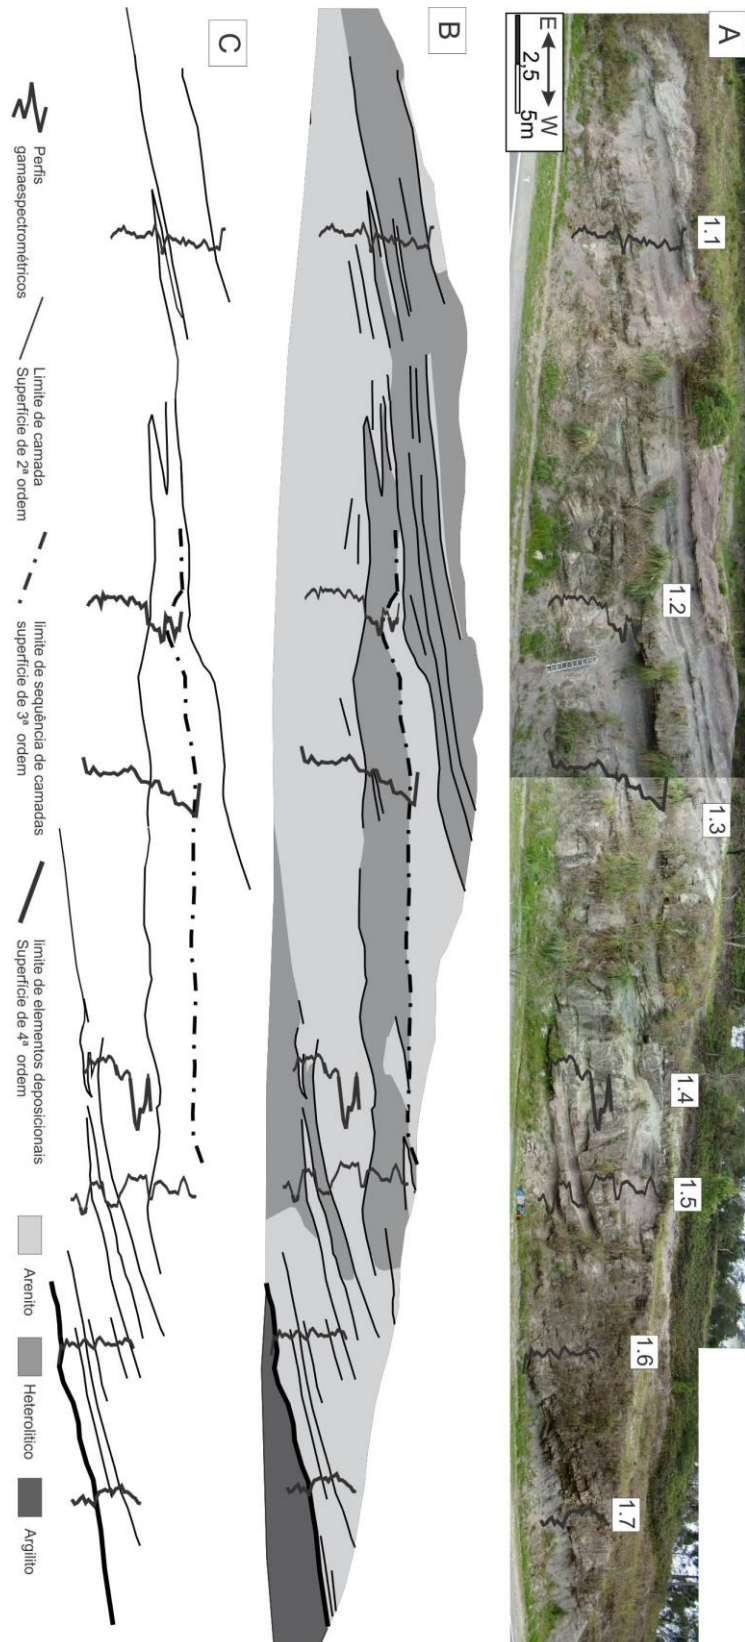 A
E W
2,5 5m
1.1
1.2
1.3
1.4
1.5
1.6
1.7
B
C
Perfis
gamaespectrométricos
Limite de camada
Superfície de 2ª ordem
limite de sequência de camadas
superfície de 3ª ordem
limite de elementos deposicionais
Superfície de 4ª ordem
Arenito
Heterolítico
Argilito